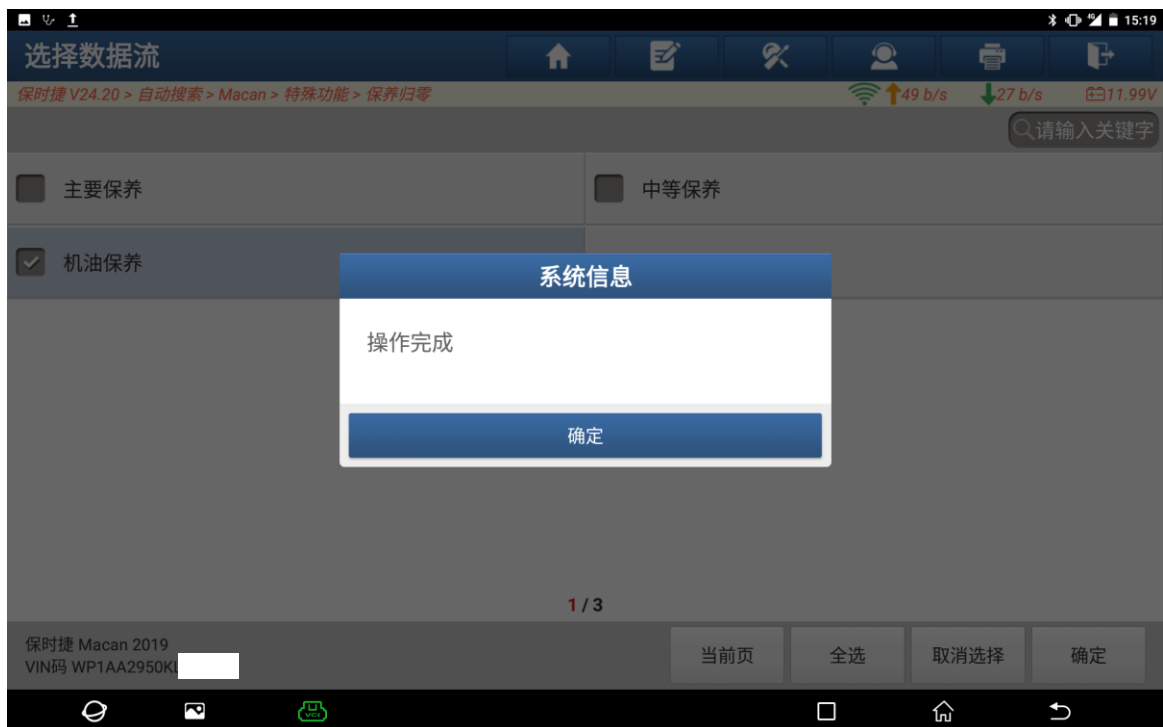 4G 15:19
选择数据流
保时捷 V24.20 > 自动搜索 > Macan > 特殊功能 > 保养归零 49 b/s 27 b/s 11.99V
请输入关键字
主要保养 中等保养
机油保养
系统信息
操作完成
确定
1 / 3
保时捷 Macan 2019
VIN码 WP1AA2950KL
当前页 全选 取消选择 确定
VCI